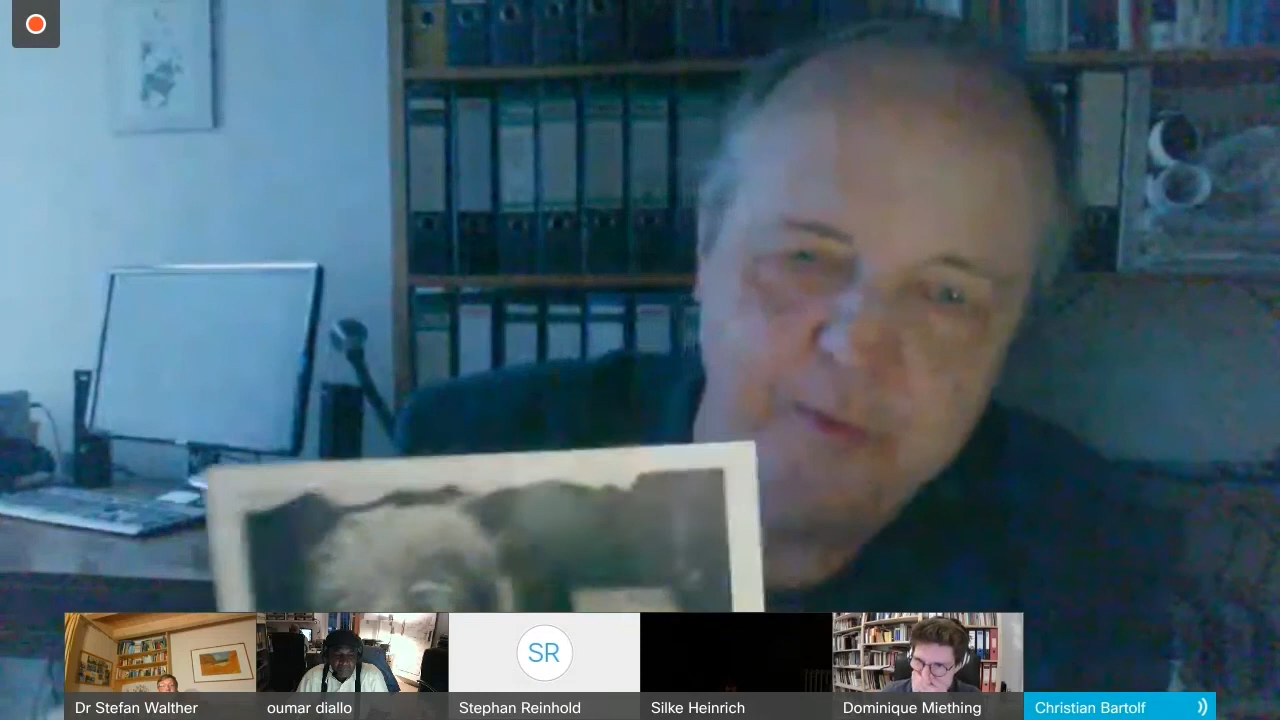 SR
Dr Stefan Walther
oumar diallo
Stephan Reinhold
Silke Heinrich
Dominique Miething
Christian Bartolf